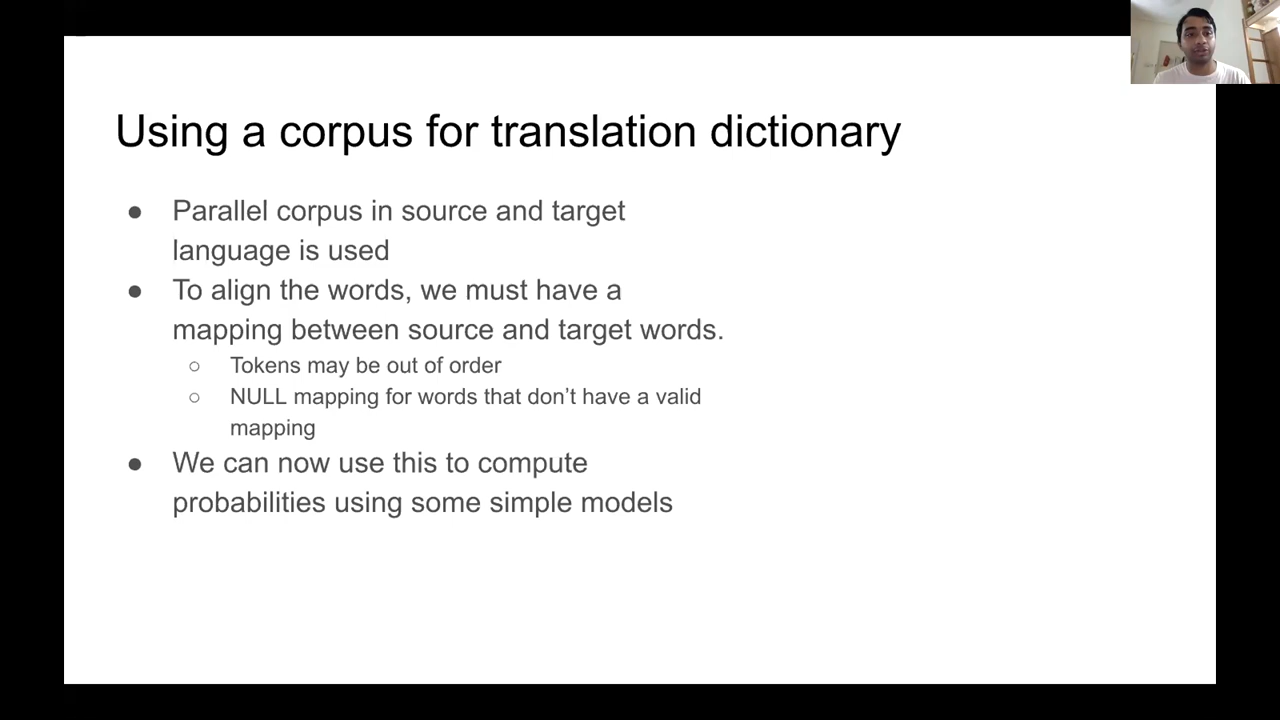 Using a corpus for translation dictionary
● Parallel corpus in source and target
language is used
● To align the words, we must have a
mapping between source and target words.
○ Tokens may be out of order
○ NULL mapping for words that don’t have a valid
mapping
● We can now use this to compute
probabilities using some simple models